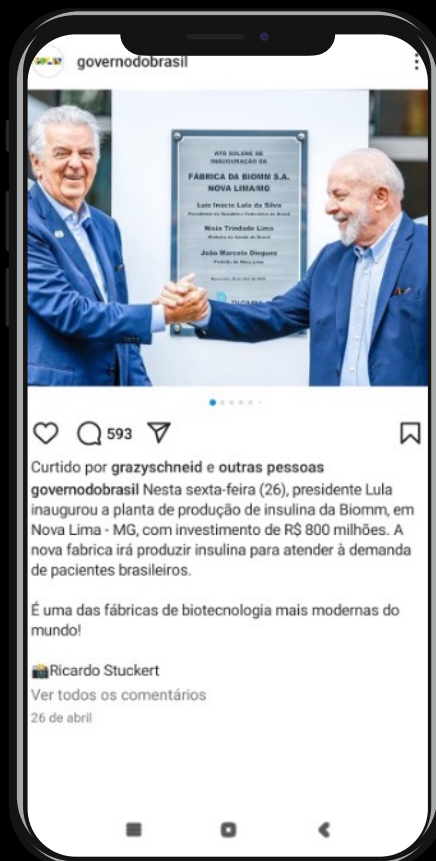 governodobrasil
ATO SOLENE DE
INAUGURAÇÃO DA
FÁBRICA DA BIOMM S.A.
NOVA LIMA/MG
Luiz Inácio Lula da Silva
Presidente da República Federativa do Brasil
Nísia Trindade Lima
Ministra da Saúde do Brasil
João Marcelo Dieguez
Prefeito de Nova Lima
BIOMM
593
Curtido por grazyschneid e outras pessoas
governodobrasil Nesta sexta-feira (26), presidente Lula
inaugurou a planta de produção de insulina da Biomm, em
Nova Lima - MG, com investimento de R$ 800 milhões. A
nova fabrica irá produzir insulina para atender à demanda
de pacientes brasileiros.
É uma das fábricas de biotecnologia mais modernas do
mundo!
📸Ricardo Stuckert
Ver todos os comentários
26 de abril